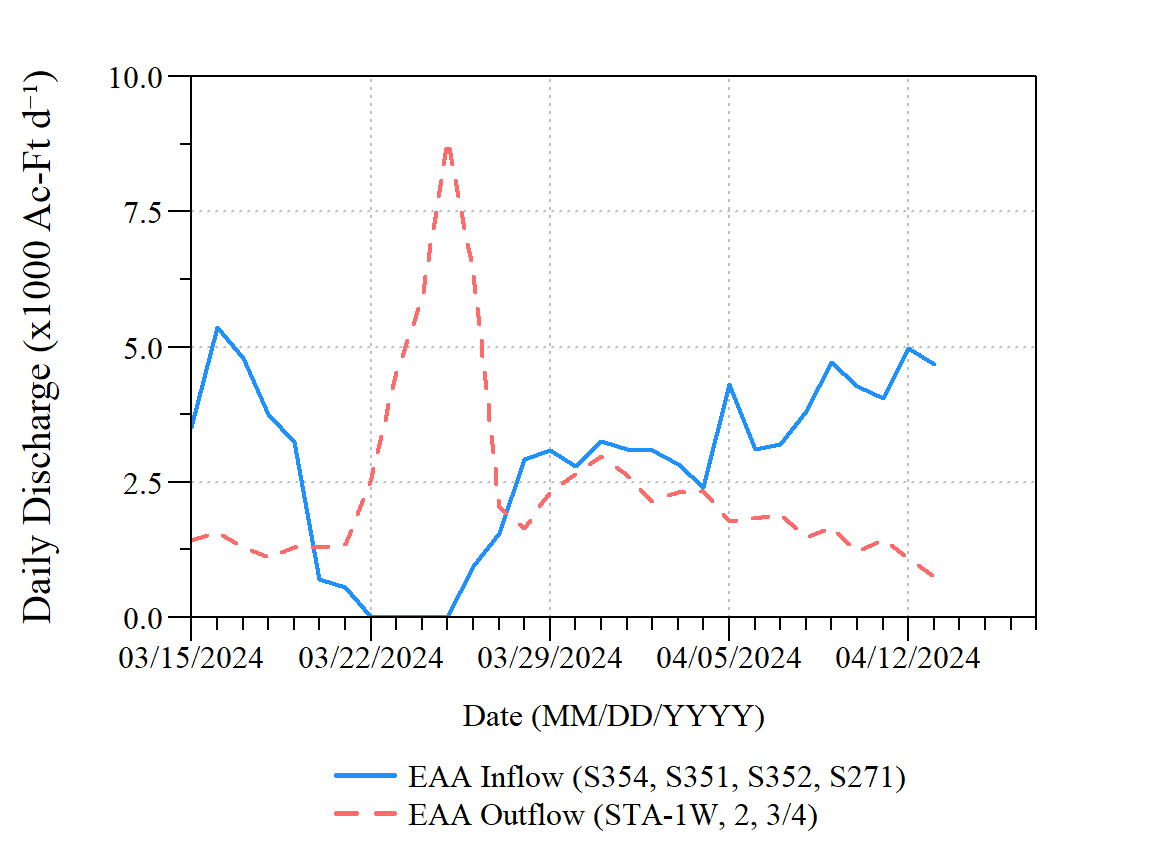 Daily Discharge (x1000 Ac-Ft d⁻¹)
10.0
7.5
5.0
2.5
0.0
03/15/2024 03/22/2024 03/29/2024 04/05/2024 04/12/2024
Date (MM/DD/YYYY)
EAA Inflow (S354, S351, S352, S271)
EAA Outflow (STA-1W, 2, 3/4)